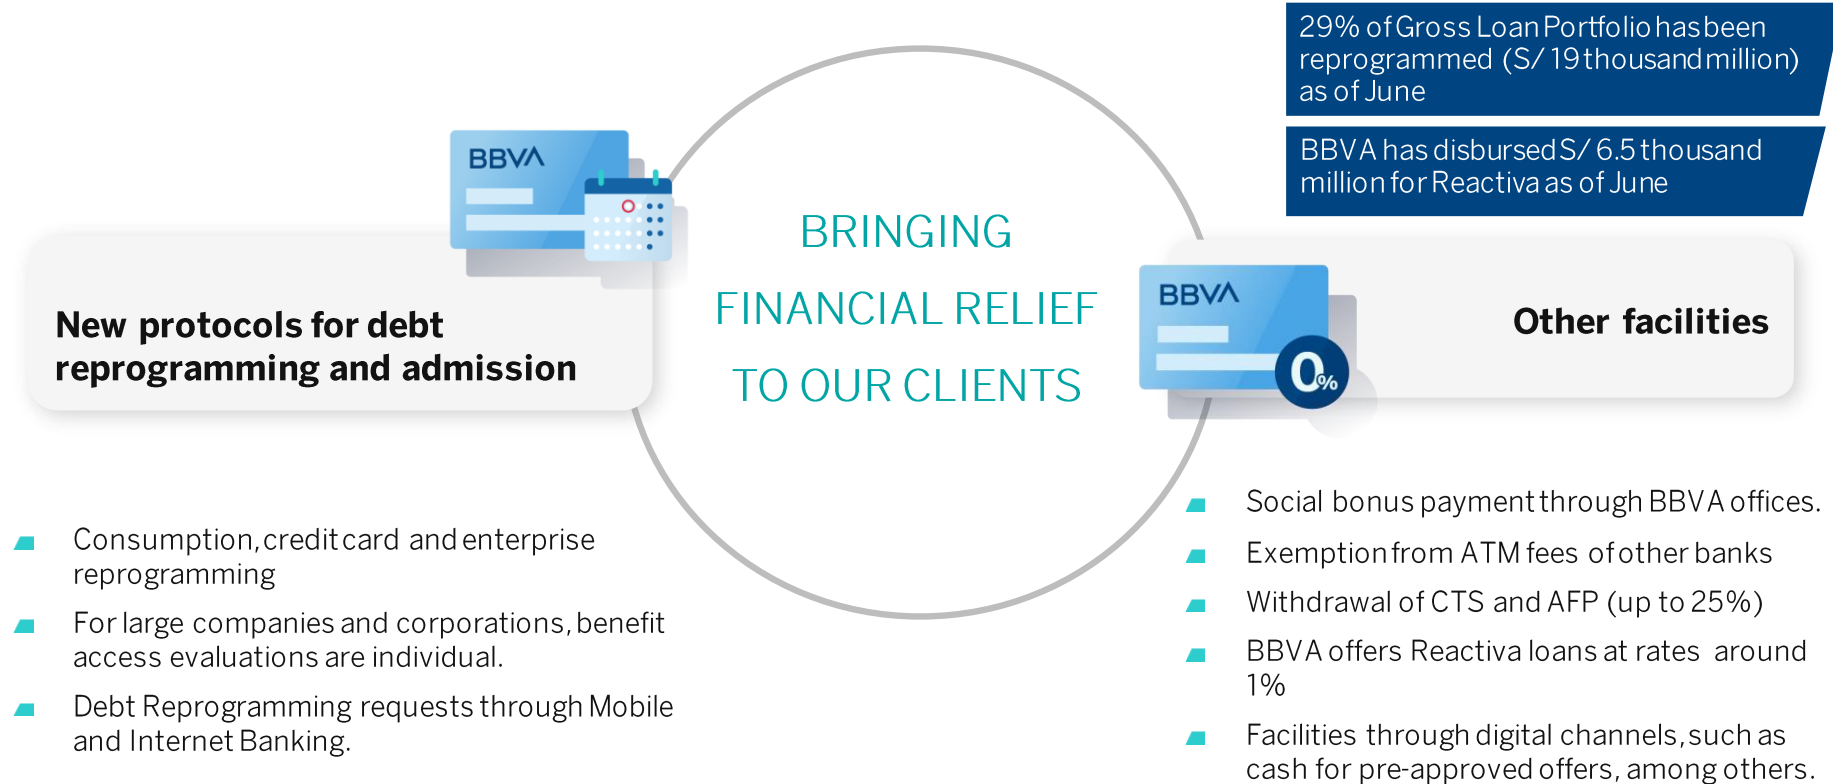 29% of Gross Loan Portfolio has been
reprogrammed (S/ 19 thousand million)
as of June
BBVA has disbursed S/ 6.5 thousand
million for Reactiva as of June
BBVA
New protocols for debt
reprogramming and admission
BRINGING
FINANCIAL RELIEF
TO OUR CLIENTS
BBVA
0%
Other facilities
Consumption, credit card and enterprise
reprogramming
For large companies and corporations, benefit
access evaluations are individual.
Debt Reprogramming requests through Mobile
and Internet Banking.
Social bonus payment through BBVA offices.
Exemption from ATM fees of other banks
Withdrawal of CTS and AFP (up to 25%)
BBVA offers Reactiva loans at rates around
1%
Facilities through digital channels, such as
cash for pre-approved offers, among others.